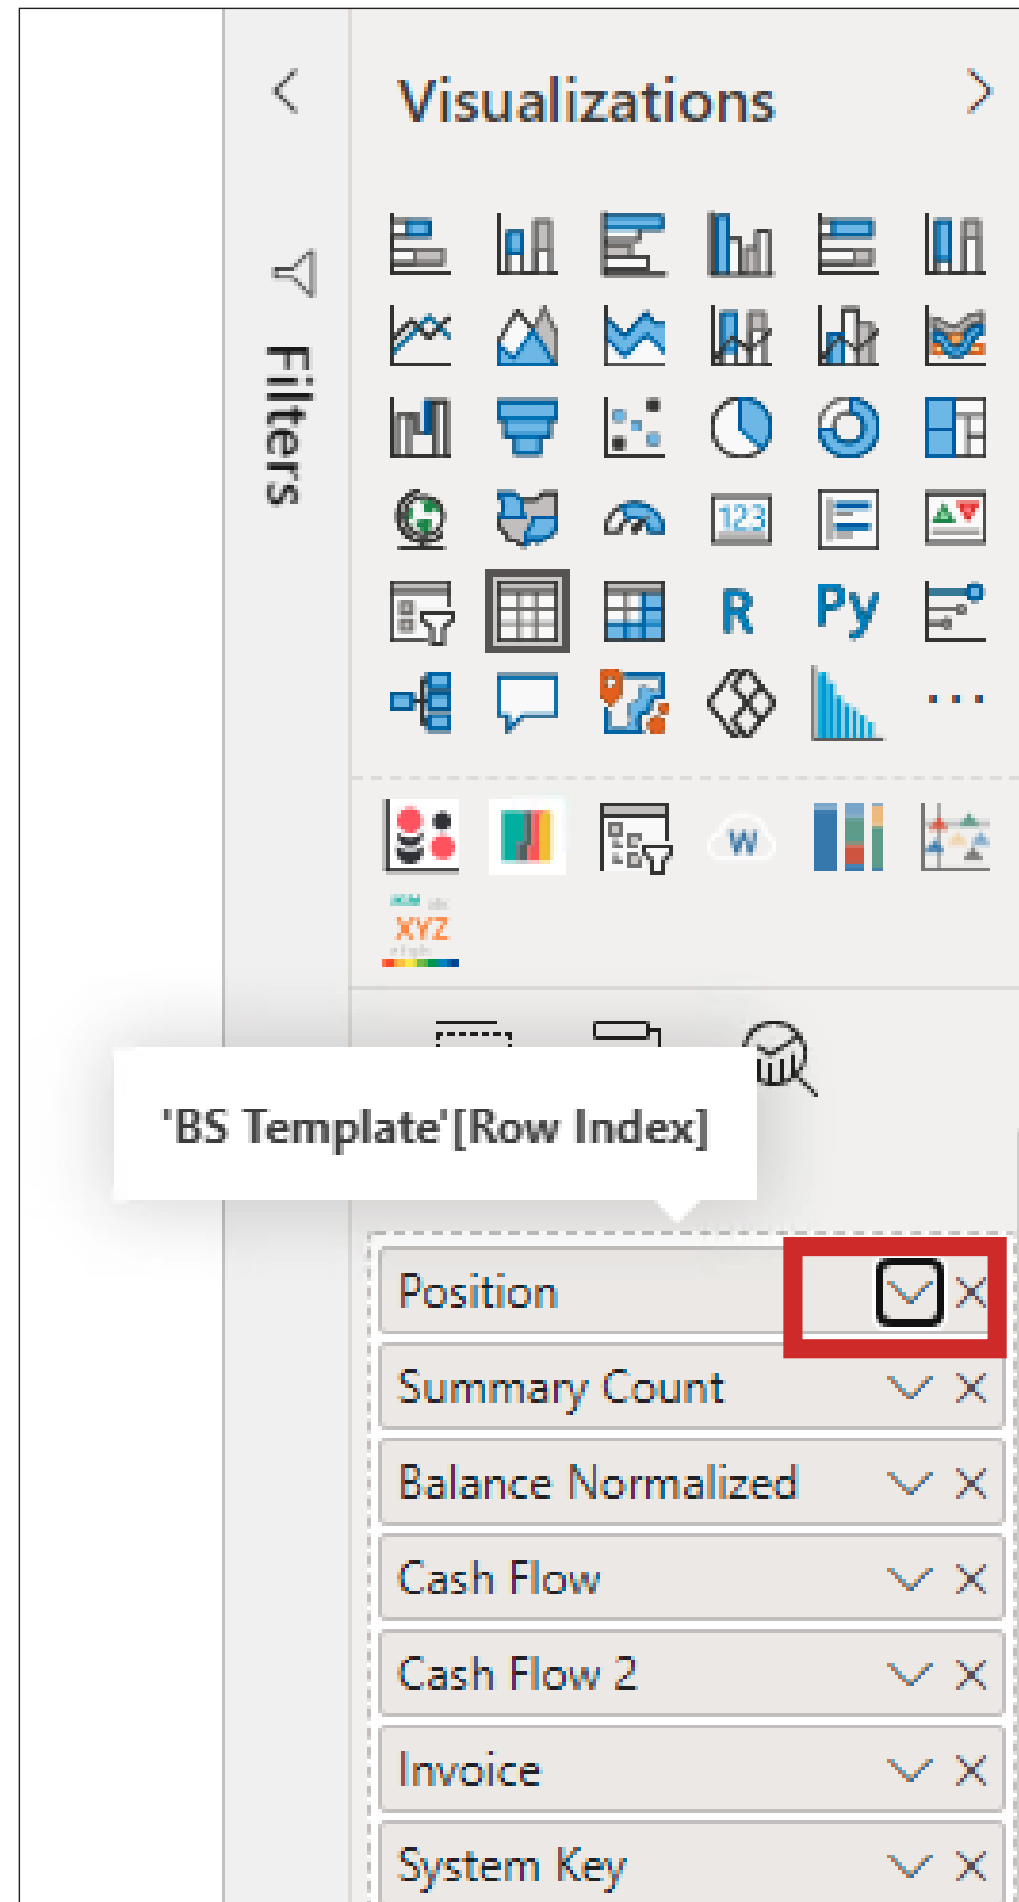 Visualizations
Filters
123
R
Py
W
XYZ
'BS Template'[Row Index]
Position
Summary Count
Balance Normalized
Cash Flow
Cash Flow 2
Invoice
System Key